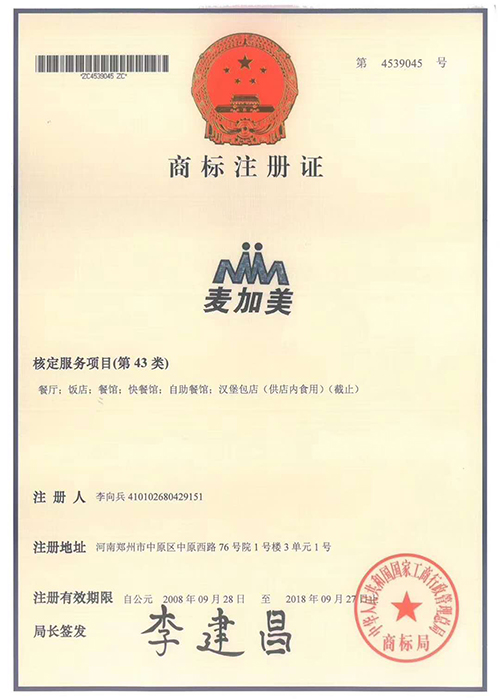 *ZC4539045 ZC*
第 4539045 号
商标注册证
麦加美
核定服务项目(第 43 类)
餐厅；饭店；餐馆；快餐馆；自助餐馆；汉堡包店（供店内食用）（截止）
注 册 人 李向兵 410102680429151
注册地址 河南郑州市中原区中原西路 76 号院 1 号楼 3 单元 1 号
注册有效期限 自公元 2008 年 09 月 28 日 至 2018 年 09 月 27 日
局长签发 李建昌
中华人民共和国国家工商行政管理总局
商标局